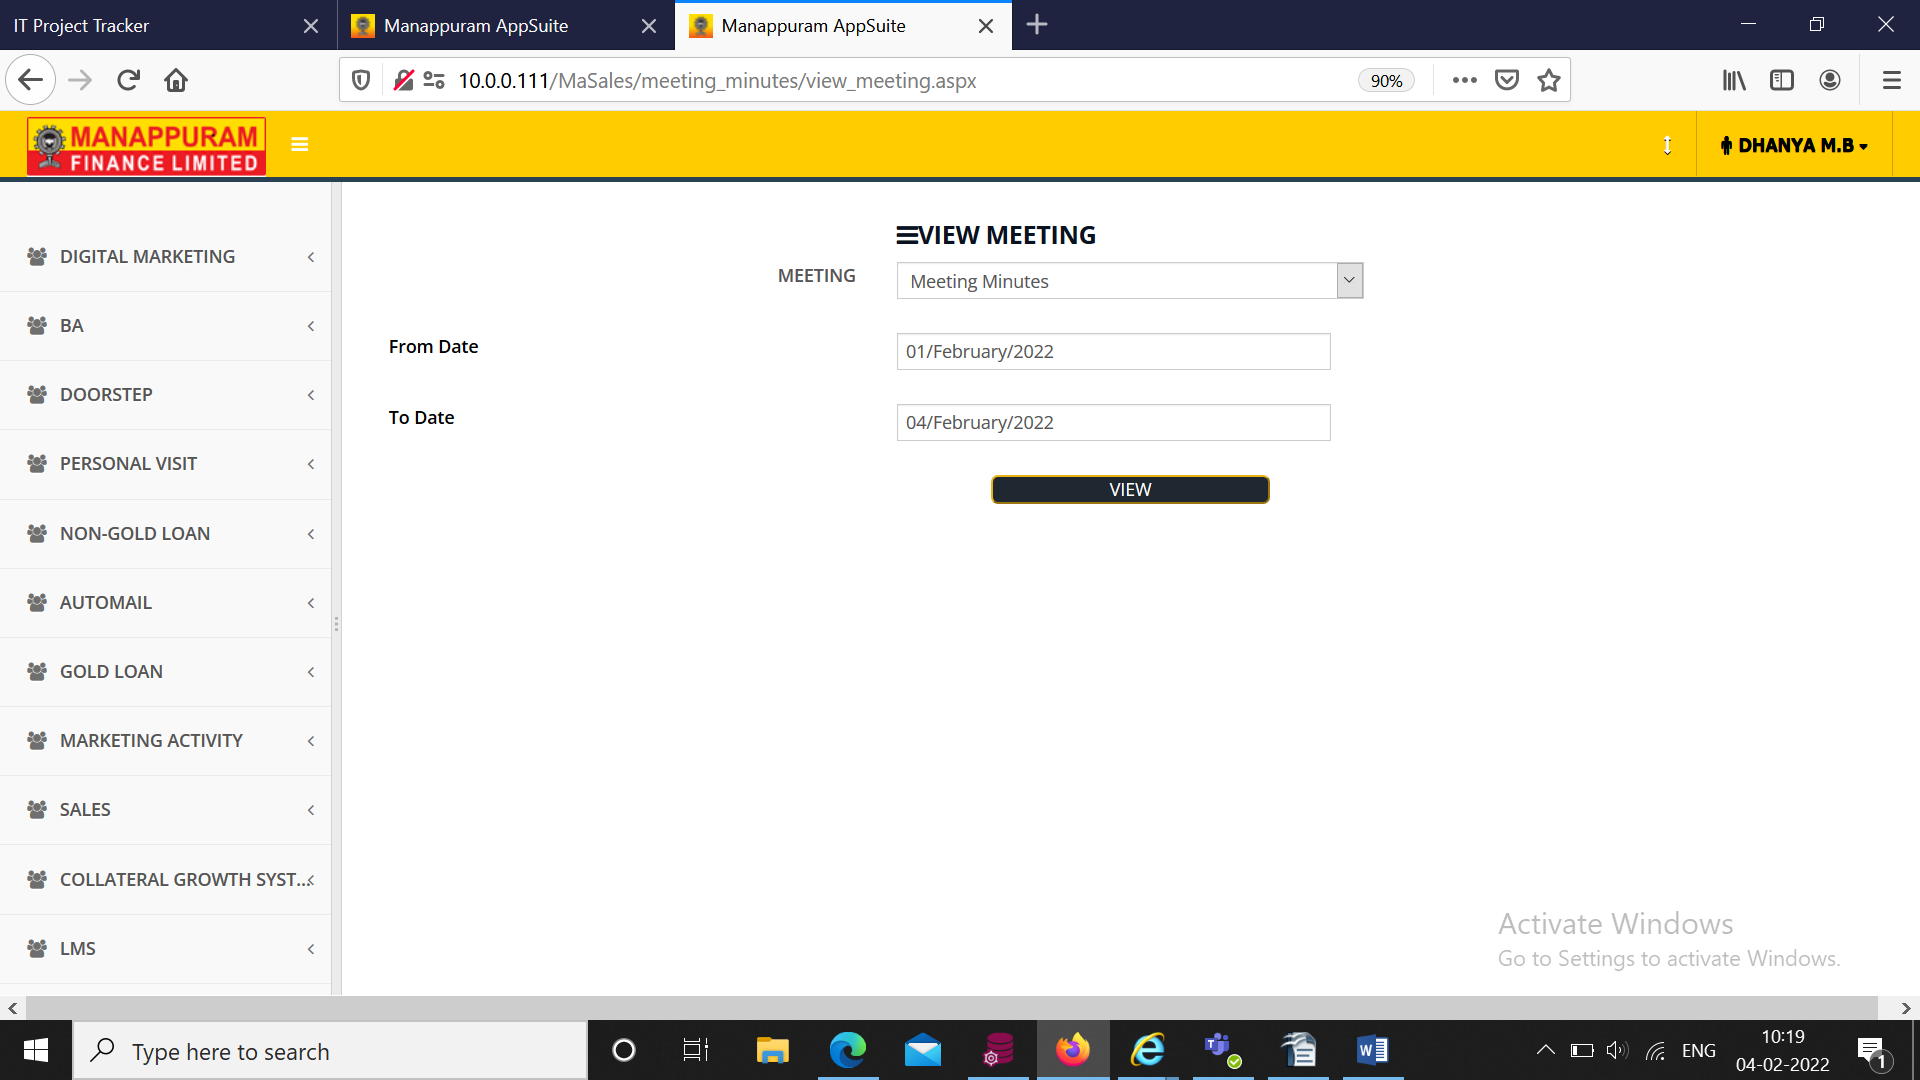 IT Project Tracker
Manappuram AppSuite
Manappuram AppSuite
10.0.0.111/MaSales/meeting_minutes/view_meeting.aspx
90%
MANAPPURAM
FINANCE LIMITED
DHANYA M.B
VIEW MEETING
MEETING
Meeting Minutes
From Date
01/February/2022
To Date
04/February/2022
VIEW
DIGITAL MARKETING
BA
DOORSTEP
PERSONAL VISIT
NON-GOLD LOAN
AUTOMAIL
GOLD LOAN
MARKETING ACTIVITY
SALES
COLLATERAL GROWTH SYST...
LMS
Activate Windows
Go to Settings to activate Windows.
Type here to search
ENG
10:19
04-02-2022
1